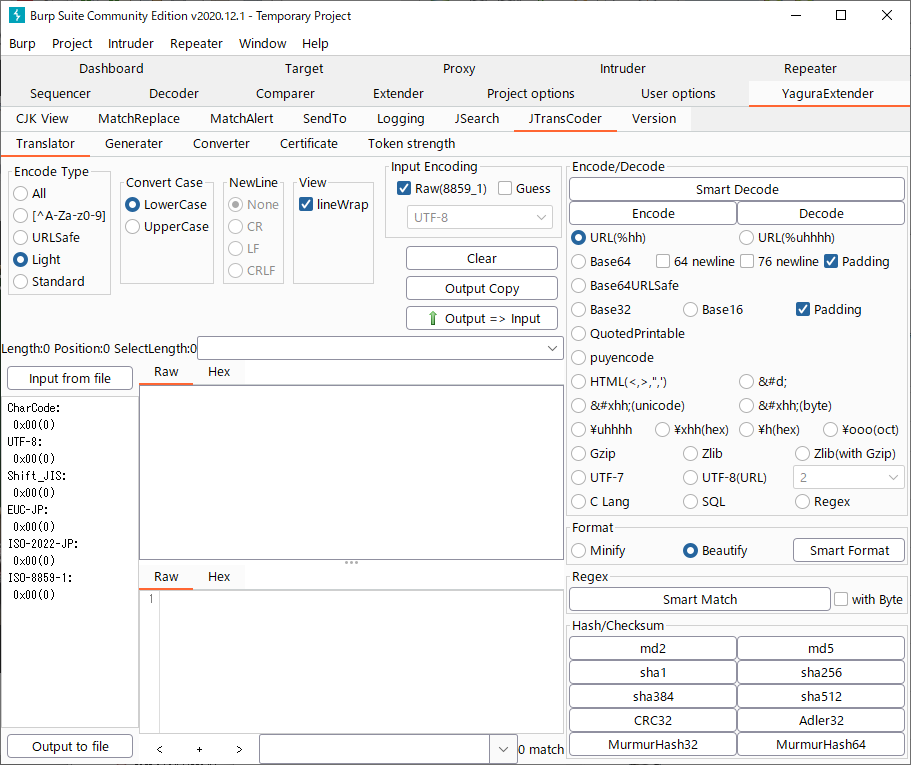 Burp Suite Community Edition v2020.12.1 - Temporary Project
Burp Project Intruder Repeater Window Help
Dashboard Target Proxy Intruder Repeater
Sequencer Decoder Comparer Extender Project options User options YaguraExtender
CJK View MatchReplace MatchAlert SendTo Logging JSearch JTransCoder Version
Translator Generater Converter Certificate Token strength
Encode Type
All
[^A-Za-z0-9]
URLSafe
Light
Standard
Convert Case
LowerCase
UpperCase
NewLine
None
CR
LF
CRLF
View
lineWrap
Input Encoding
Raw(8859_1) Guess
UTF-8
Clear
Output Copy
Output => Input
Length:0 Position:0 SelectLength:0
Input from file
CharCode:
0x00(0)
UTF-8:
0x00(0)
Shift_JIS:
0x00(0)
EUC-JP:
0x00(0)
ISO-2022-JP:
0x00(0)
ISO-8859-1:
0x00(0)
Output to file
Raw Hex
Raw Hex
1
< + > 0 match
Encode/Decode
Smart Decode
Encode Decode
URL(%hh) URL(%uhhhh)
Base64 64 newline 76 newline Padding
Base64URLSafe
Base32 Base16 Padding
QuotedPrintable
puyencode
HTML(<,>,",') &#d;
&#xhh;(unicode) &#xhh;(byte)
¥uhhhh ¥xhh(hex) ¥h(hex) ¥ooo(oct)
Gzip Zlib Zlib(with Gzip)
UTF-7 UTF-8(URL) 2
C Lang SQL Regex
Format
Minify Beautify Smart Format
Regex
Smart Match with Byte
Hash/Checksum
md2 md5
sha1 sha256
sha384 sha512
CRC32 Adler32
MurmurHash32 MurmurHash64